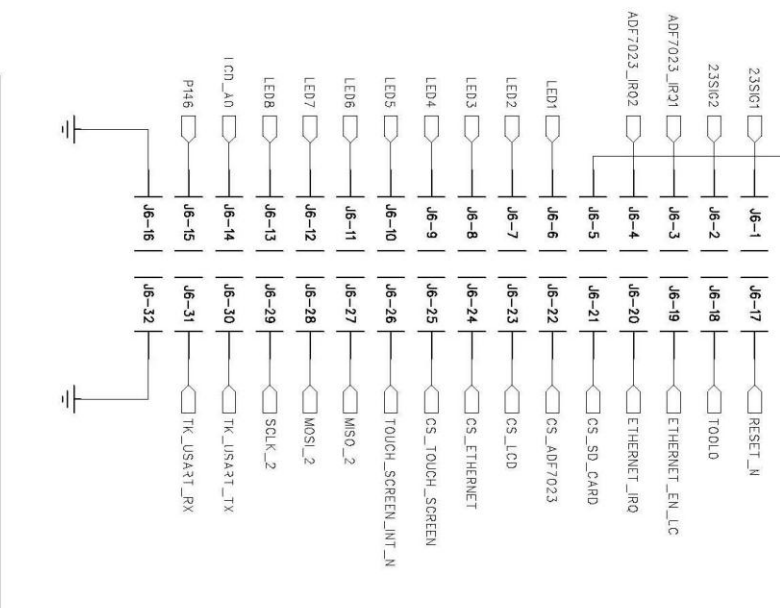 23SIG1
23SIG2
ADF7023_IRQ1
ADF7023_IRQ2
LED1
LED2
LED3
LED4
LED5
LED6
LED7
LED8
LCD_A0
P146
J6-1
J6-2
J6-3
J6-4
J6-5
J6-6
J6-7
J6-8
J6-9
J6-10
J6-11
J6-12
J6-13
J6-14
J6-15
J6-16
J6-17
J6-18
J6-19
J6-20
J6-21
J6-22
J6-23
J6-24
J6-25
J6-26
J6-27
J6-28
J6-29
J6-30
J6-31
J6-32
RESET_N
TOOL0
ETHERNET_EN_LC
ETHERNET_IRQ
CS_SD_CARD
CS_ADF7023
CS_LCD
CS_ETHERNET
CS_TOUCH_SCREEN
TOUCH_SCREEN_INT_N
MISO_2
MOSI_2
SCLK_2
TK_USART_TX
TK_USART_RX